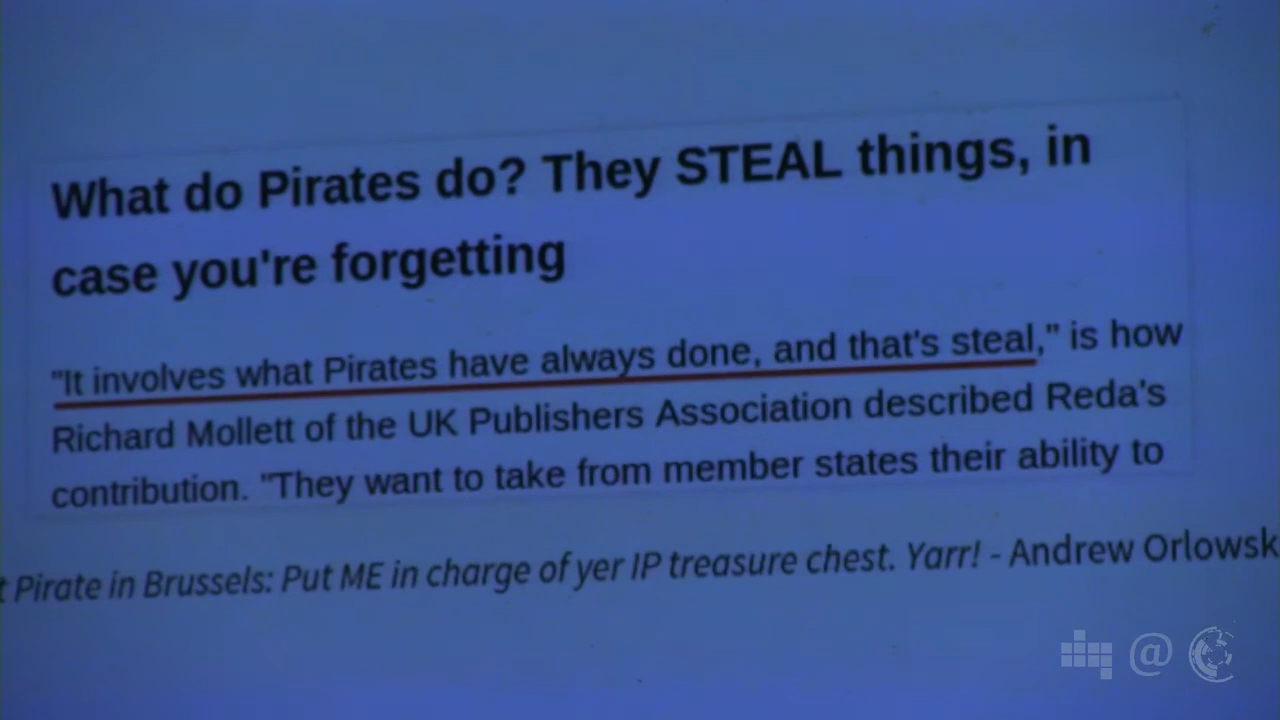 What do Pirates do? They STEAL things, in
case you're forgetting
"It involves what Pirates have always done, and that's steal," is how
Richard Mollett of the UK Publishers Association described Reda's
contribution. "They want to take from member states their ability to
t Pirate in Brussels: Put ME in charge of yer IP treasure chest. Yarr! - Andrew Orlowsk
@